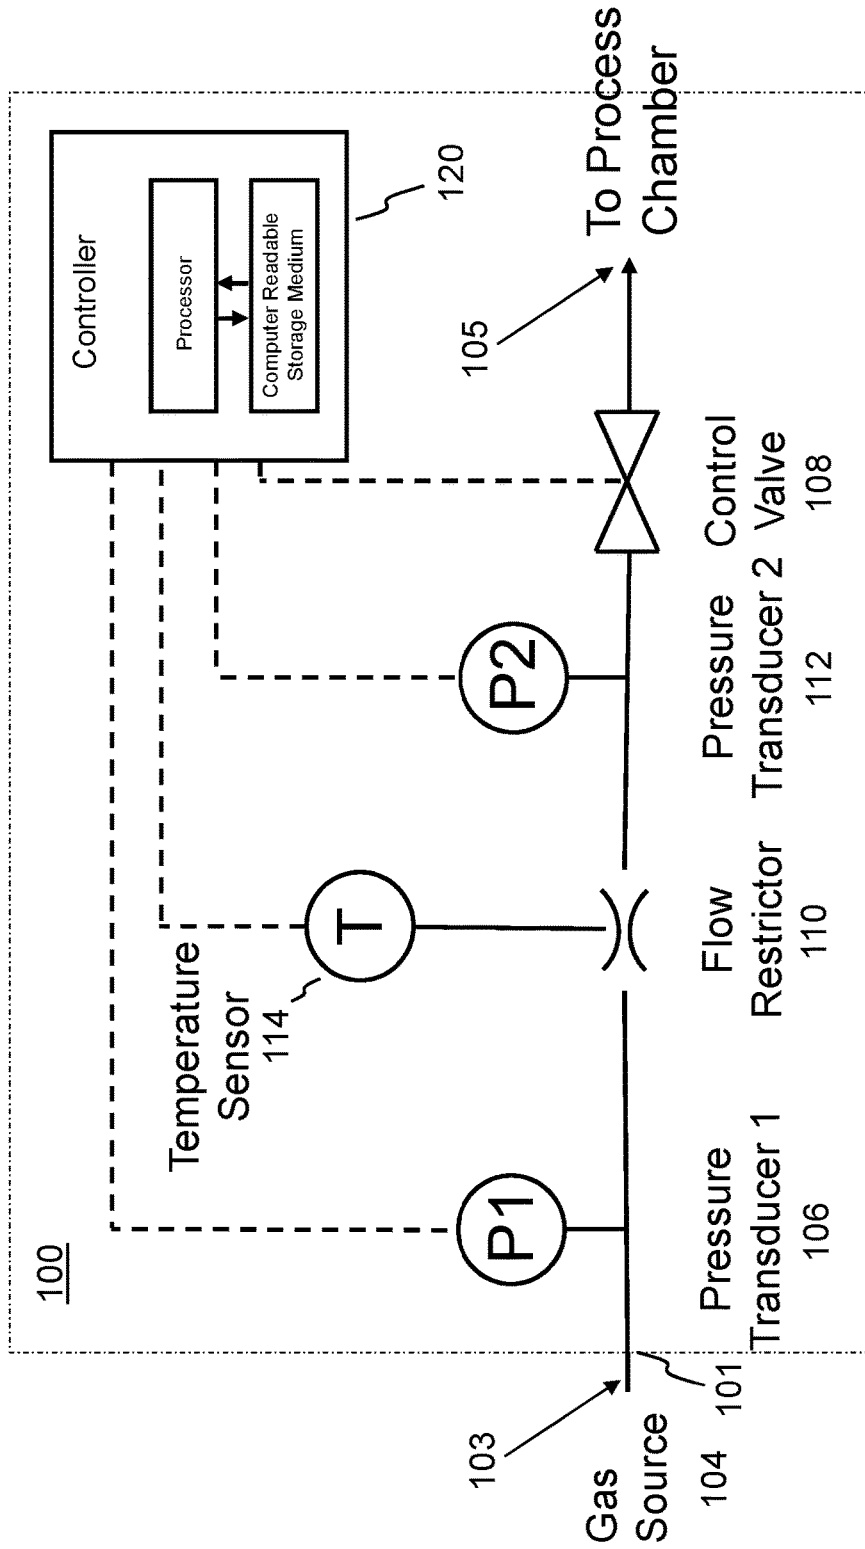 100
Controller
Processor
Computer Readable
Storage Medium
120
Temperature
Sensor
114
T
P1
P2
103
105
Gas
Source
104
101
To Process
Chamber
Pressure
Transducer 1
106
Flow
Restrictor
110
Pressure
Transducer 2
112
Control
Valve
108